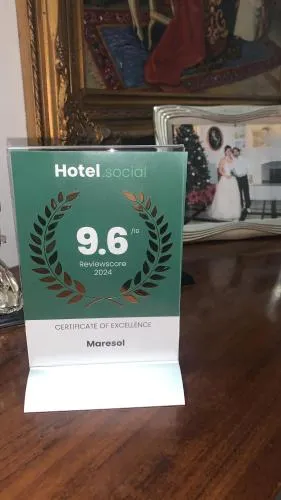 Hotel.social
9.6 /10
Reviewscore
2024
CERTIFICATE OF EXCELLENCE
Maresol